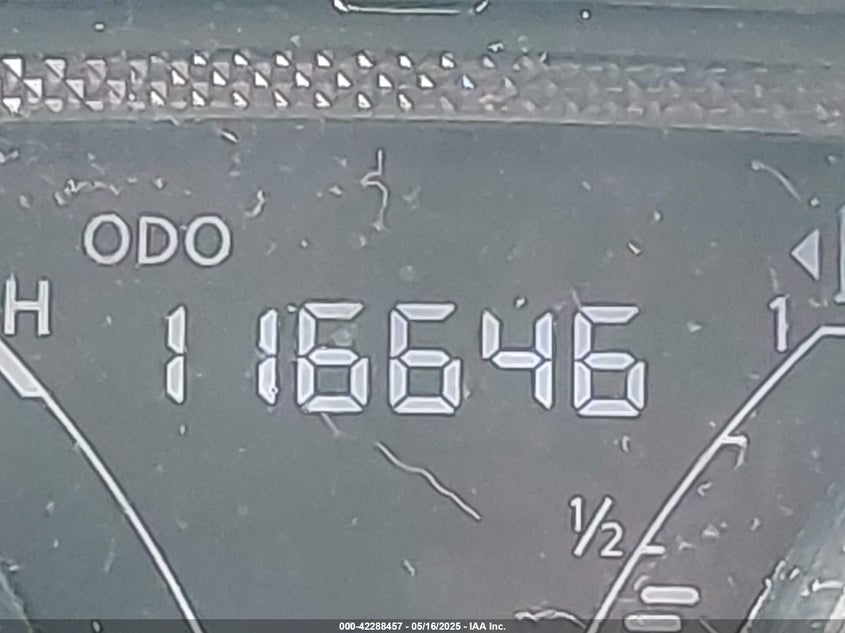 ODO
H
116646
1
1/2
000-42288457 - 05/16/2025 - IAA Inc.